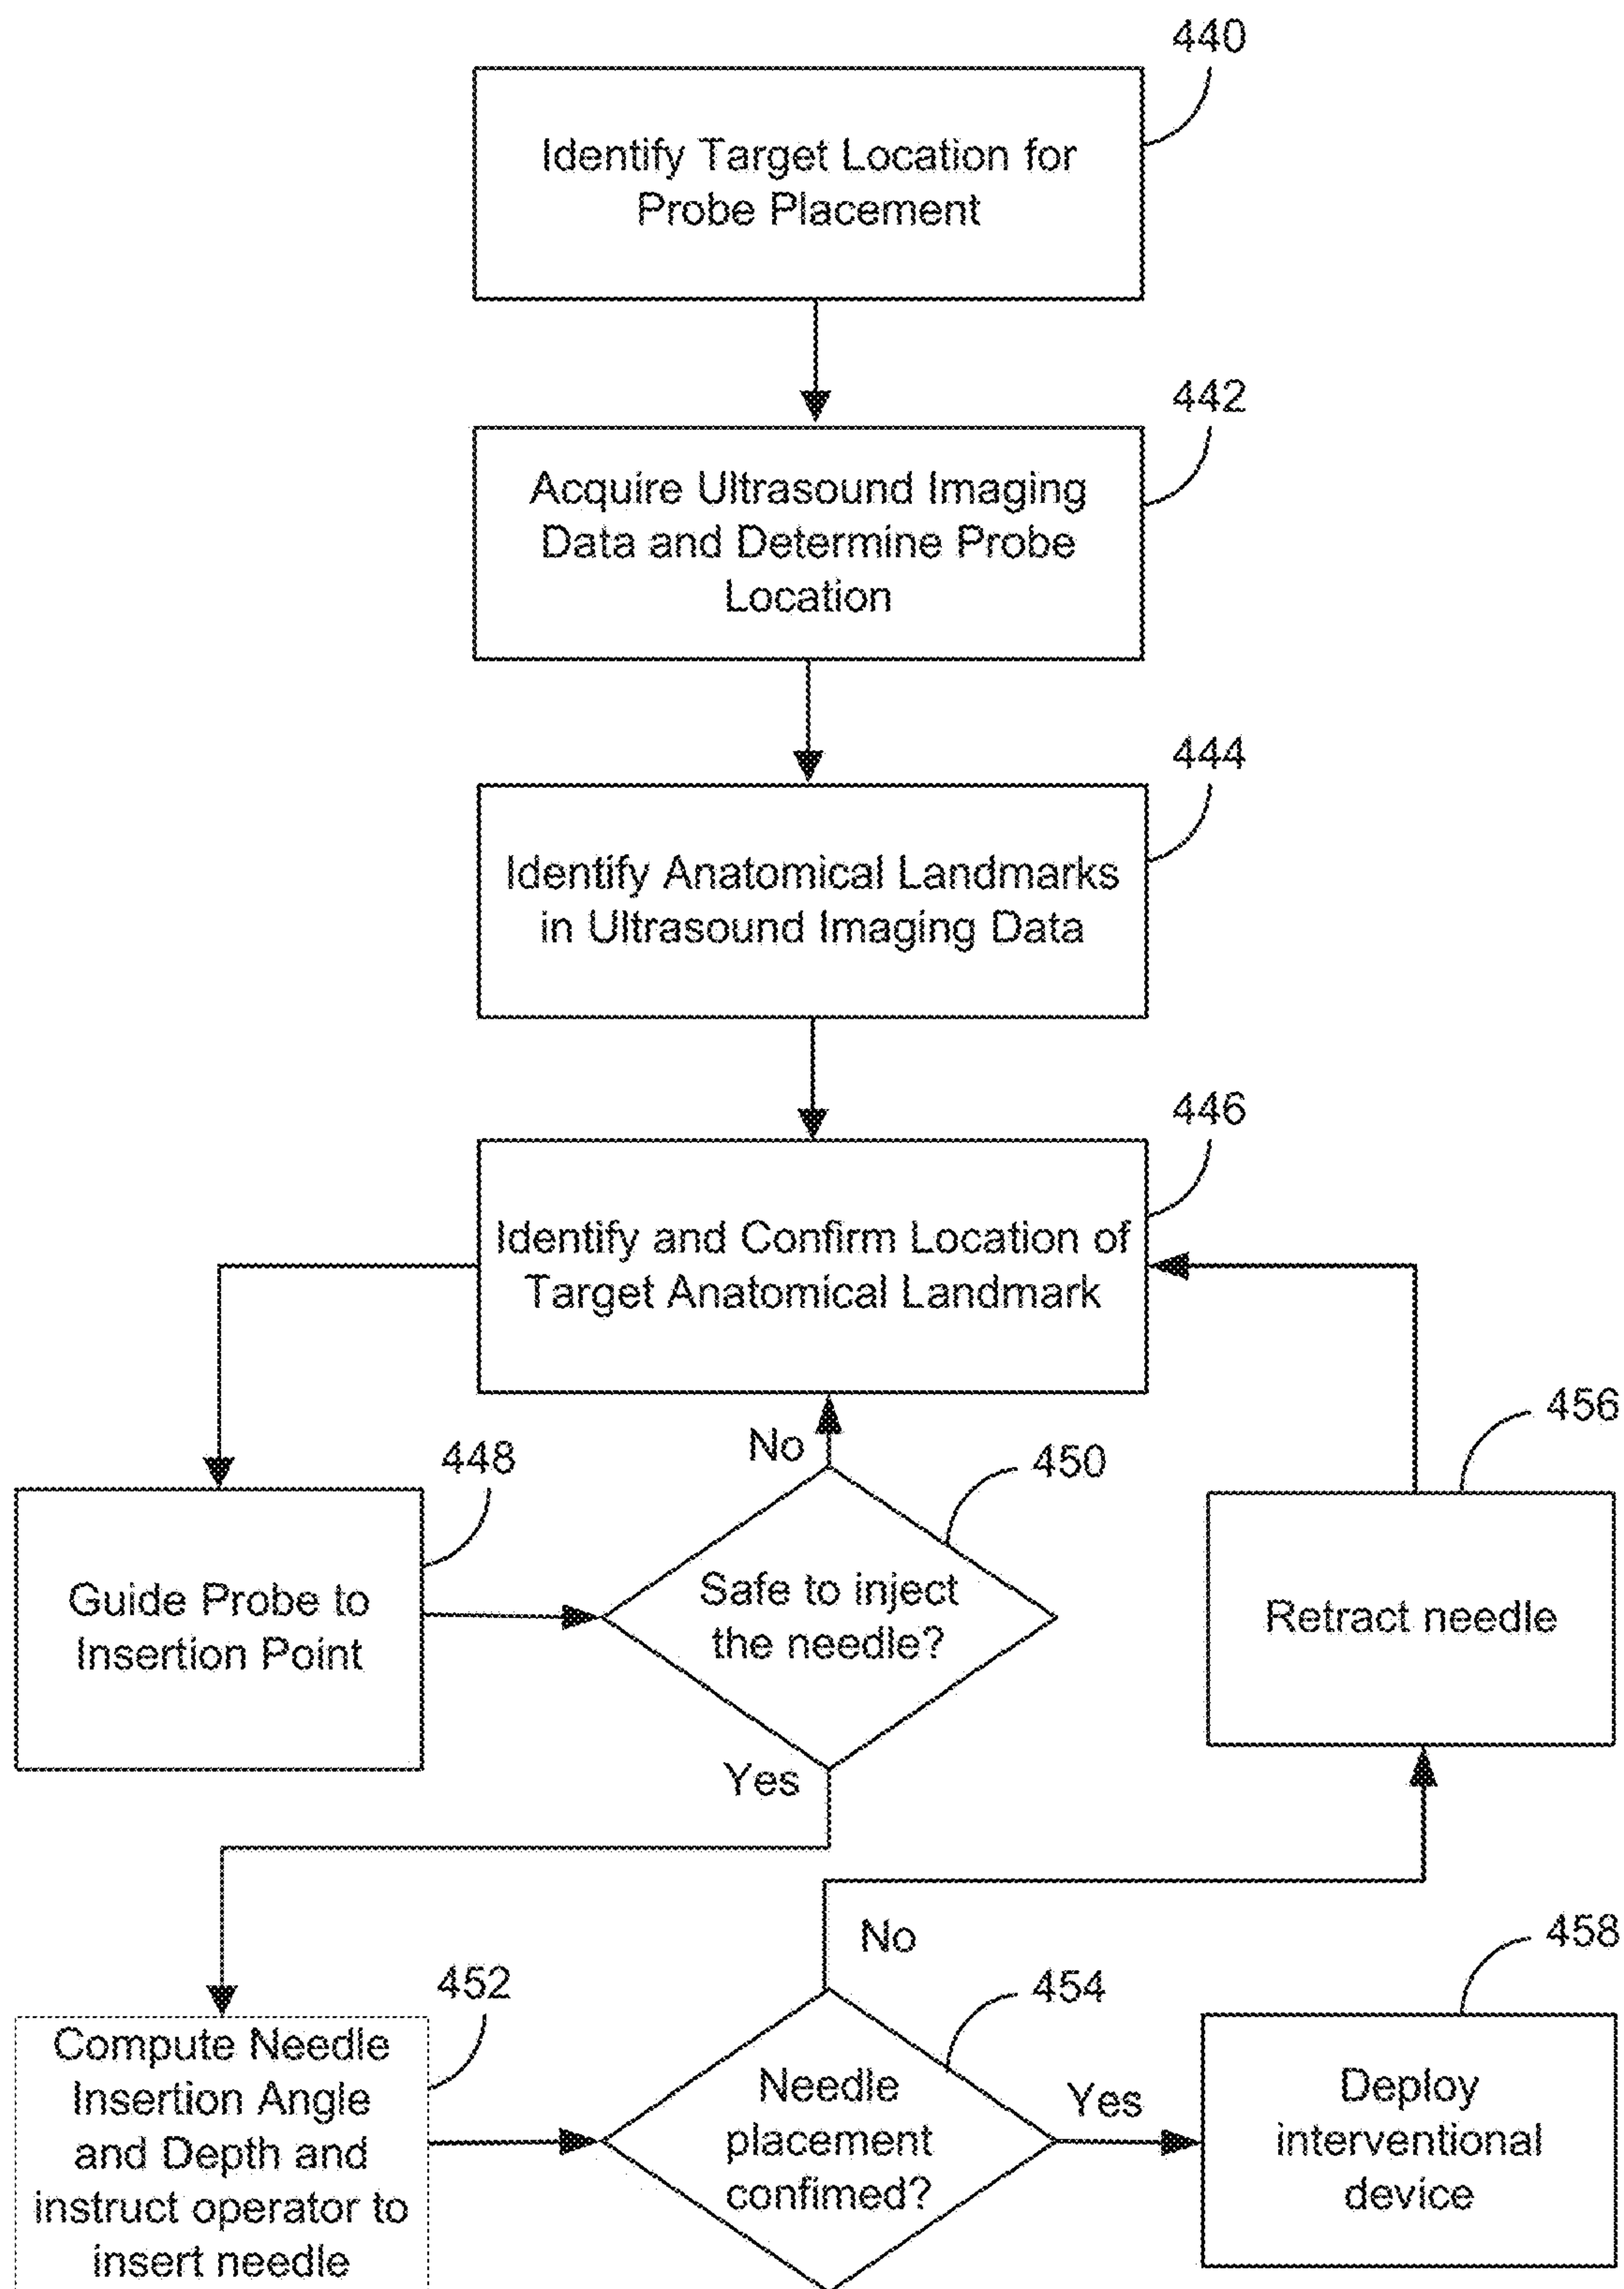 440
Identify Target Location for
Probe Placement
442
Acquire Ultrasound Imaging
Data and Determine Probe
Location
444
Identify Anatomical Landmarks
in Ultrasound Imaging Data
446
Identify and Confirm Location of
Target Anatomical Landmark
448
Guide Probe to
Insertion Point
No
450
Safe to inject
the needle?
Yes
456
Retract needle
452
Compute Needle
Insertion Angle
and Depth and
instruct operator to
insert needle
No
454
Needle
placement
confimed?
Yes
458
Deploy
interventional
device